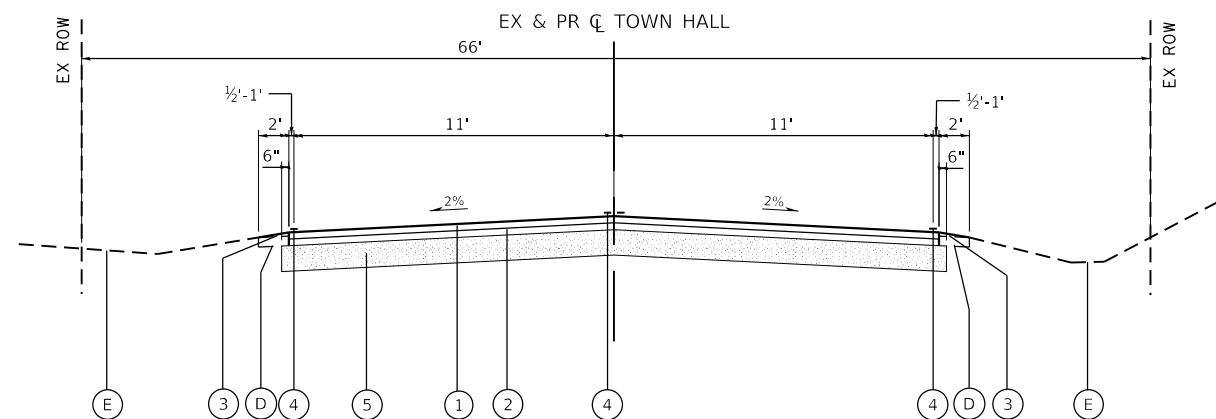 EX & PR ℄ TOWN HALL
EX ROW
66'
EX ROW
½'-1'
½'-1'
2'
11'
11'
2'
6"
6"
2%
2%
E
3
D
4
5
1
2
4
4
D
3
E